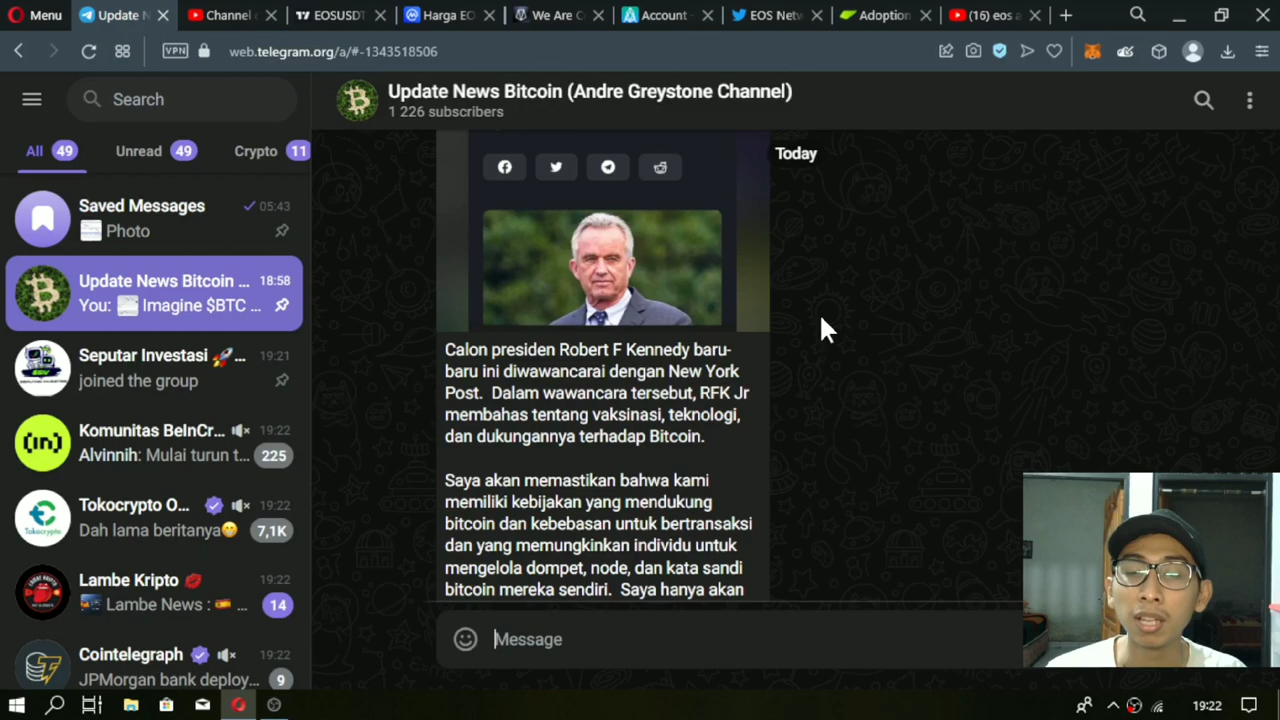 Menu
Update N
Channel
EOSUSDT
Harga EO
We Are C
Account
EOS Netw
Adoption
(16) eos a
VPN
web.telegram.org/a/#-1343518506
Search
Update News Bitcoin (Andre Greystone Channel)
1 226 subscribers
All 49
Unread 49
Crypto 11
Today
Saved Messages
05:43
Photo
Update News Bitcoin ...
18:58
You: Imagine $BTC ...
Seputar Investasi 🚀...
19:21
joined the group
Komunitas BeInCr...
19:22
Alvinnih: Mulai turun t...
225
Tokocrypto O...
19:22
Dah lama beritanya😁
7,1K
Lambe Kripto 💋
19:22
Lambe News : 🇪🇸 ...
14
Cointelegraph
19:22
JPMorgan bank deploy...
9
Calon presiden Robert F Kennedy baru-
baru ini diwawancarai dengan New York
Post. Dalam wawancara tersebut, RFK Jr
membahas tentang vaksinasi, teknologi,
dan dukungannya terhadap Bitcoin.
Saya akan memastikan bahwa kami
memiliki kebijakan yang mendukung
bitcoin dan kebebasan untuk bertransaksi
dan yang memungkinkan individu untuk
mengelola dompet, node, dan kata sandi
bitcoin mereka sendiri. Saya hanya akan
Message
19:22